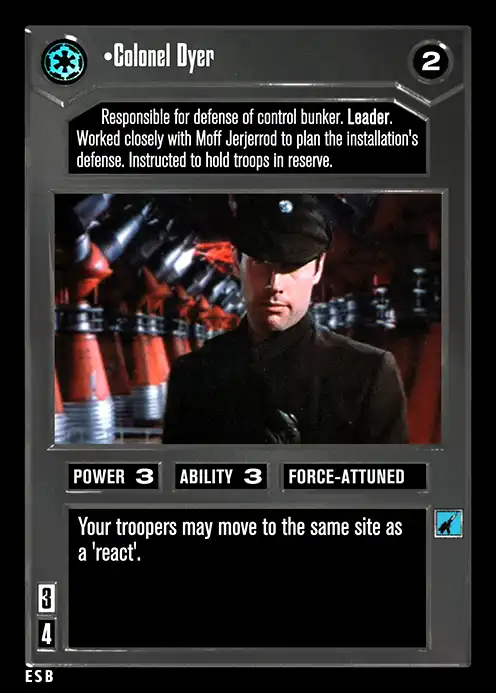 •Colonel Dyer
2
Responsible for defense of control bunker. Leader.
Worked closely with Moff Jerjerrod to plan the installation's
defense. Instructed to hold troops in reserve.
POWER 3 ABILITY 3 FORCE-ATTUNED
Your troopers may move to the same site as
a 'react'.
3
4
ESB